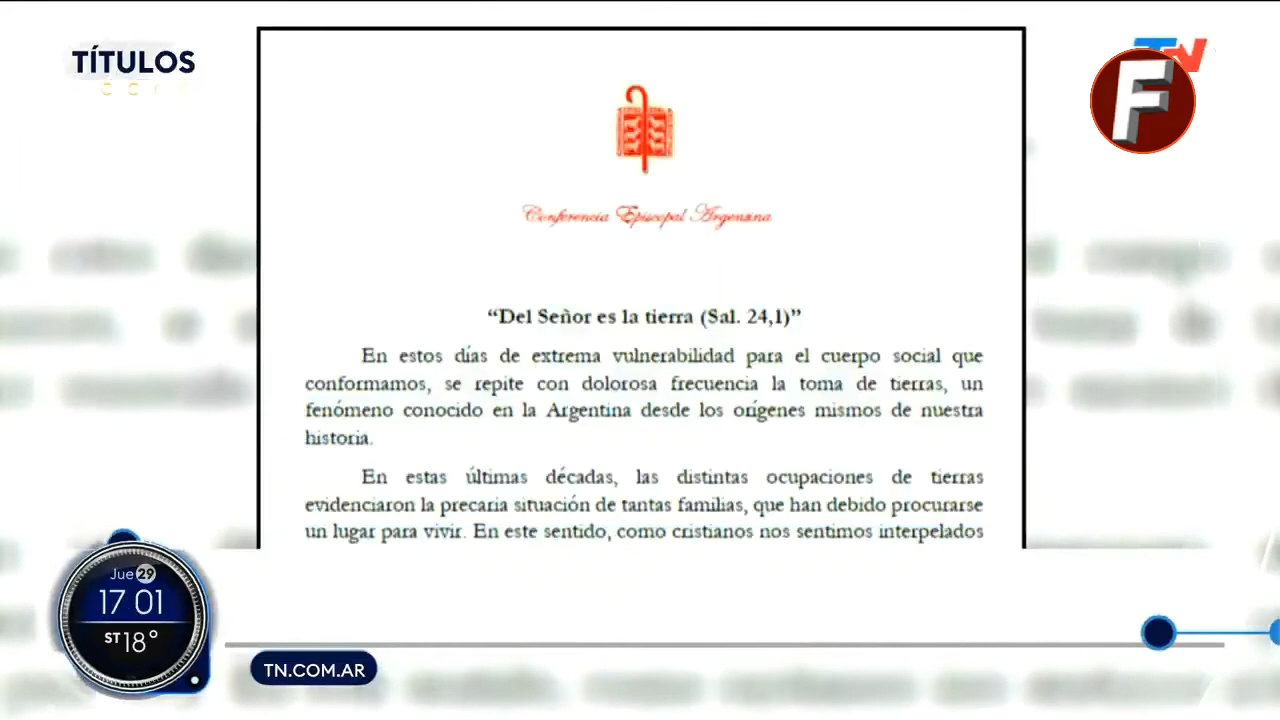 TÍTULOS
TN
F
Conferencia Episcopal Argentina
“Del Señor es la tierra (Sal. 24,1)”
En estos días de extrema vulnerabilidad para el cuerpo social que
conformamos, se repite con dolorosa frecuencia la toma de tierras, un
fenómeno conocido en la Argentina desde los orígenes mismos de nuestra
historia.
En estas últimas décadas, las distintas ocupaciones de tierras
evidenciaron la precaria situación de tantas familias, que han debido procurarse
un lugar para vivir. En este sentido, como cristianos nos sentimos interpelados
Jue 29
17 01
ST 18°
TN.COM.AR